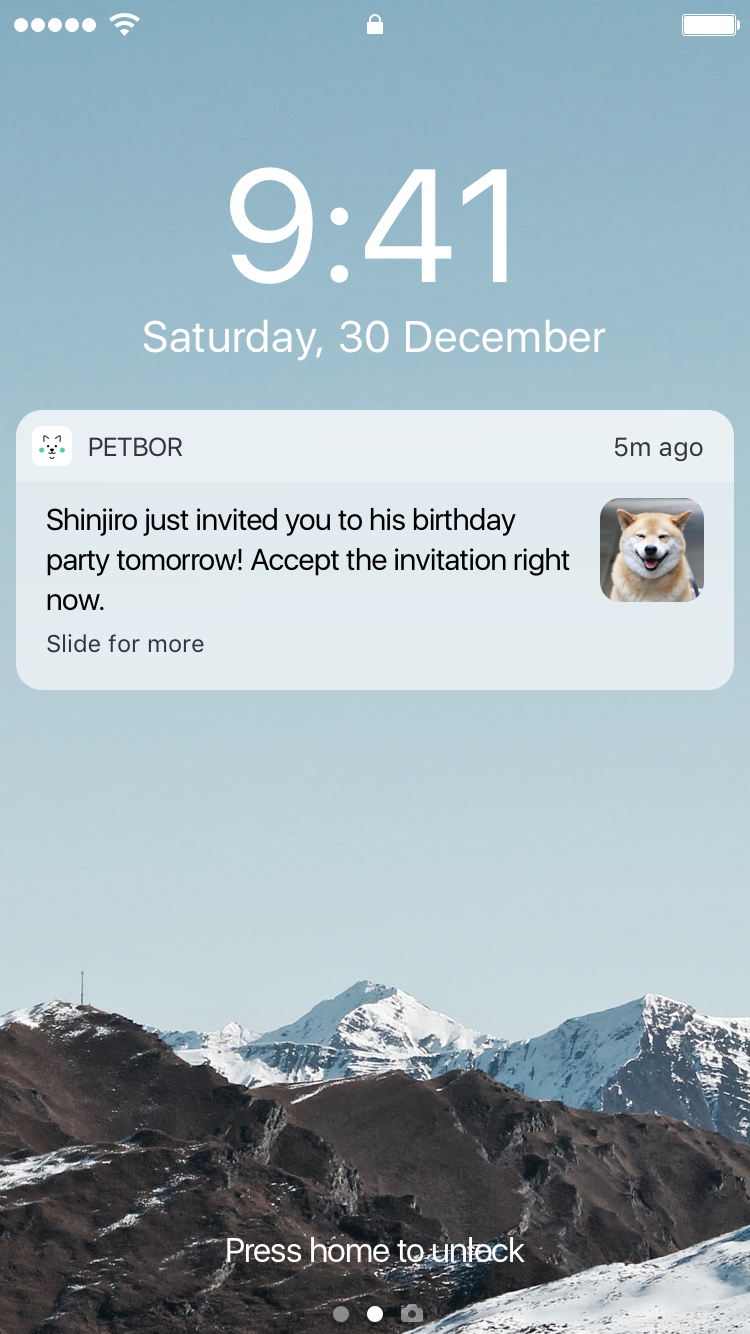 9:41
Saturday, 30 December
PETBOR
5m ago
Shinjiro just invited you to his birthday
party tomorrow! Accept the invitation right
now.
Slide for more
Press home to unlock